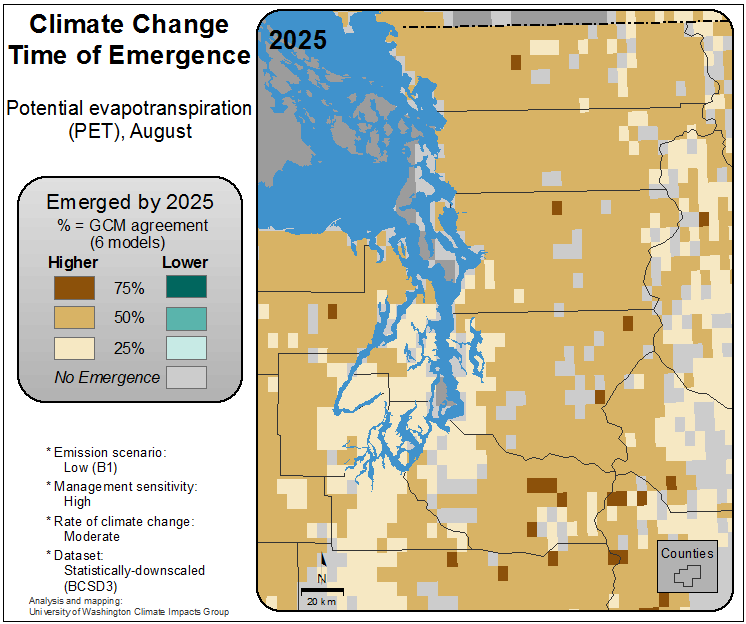 Climate Change
Time of Emergence
Potential evapotranspiration
(PET), August
Emerged by 2025
% = GCM agreement
(6 models)
Higher Lower
75%
50%
25%
No Emergence
* Emission scenario:
Low (B1)
* Management sensitivity:
High
* Rate of climate change:
Moderate
* Dataset:
Statistically-downscaled
(BCSD3)
Analysis and mapping:
University of Washington Climate Impacts Group
2025
N
20 km
Counties